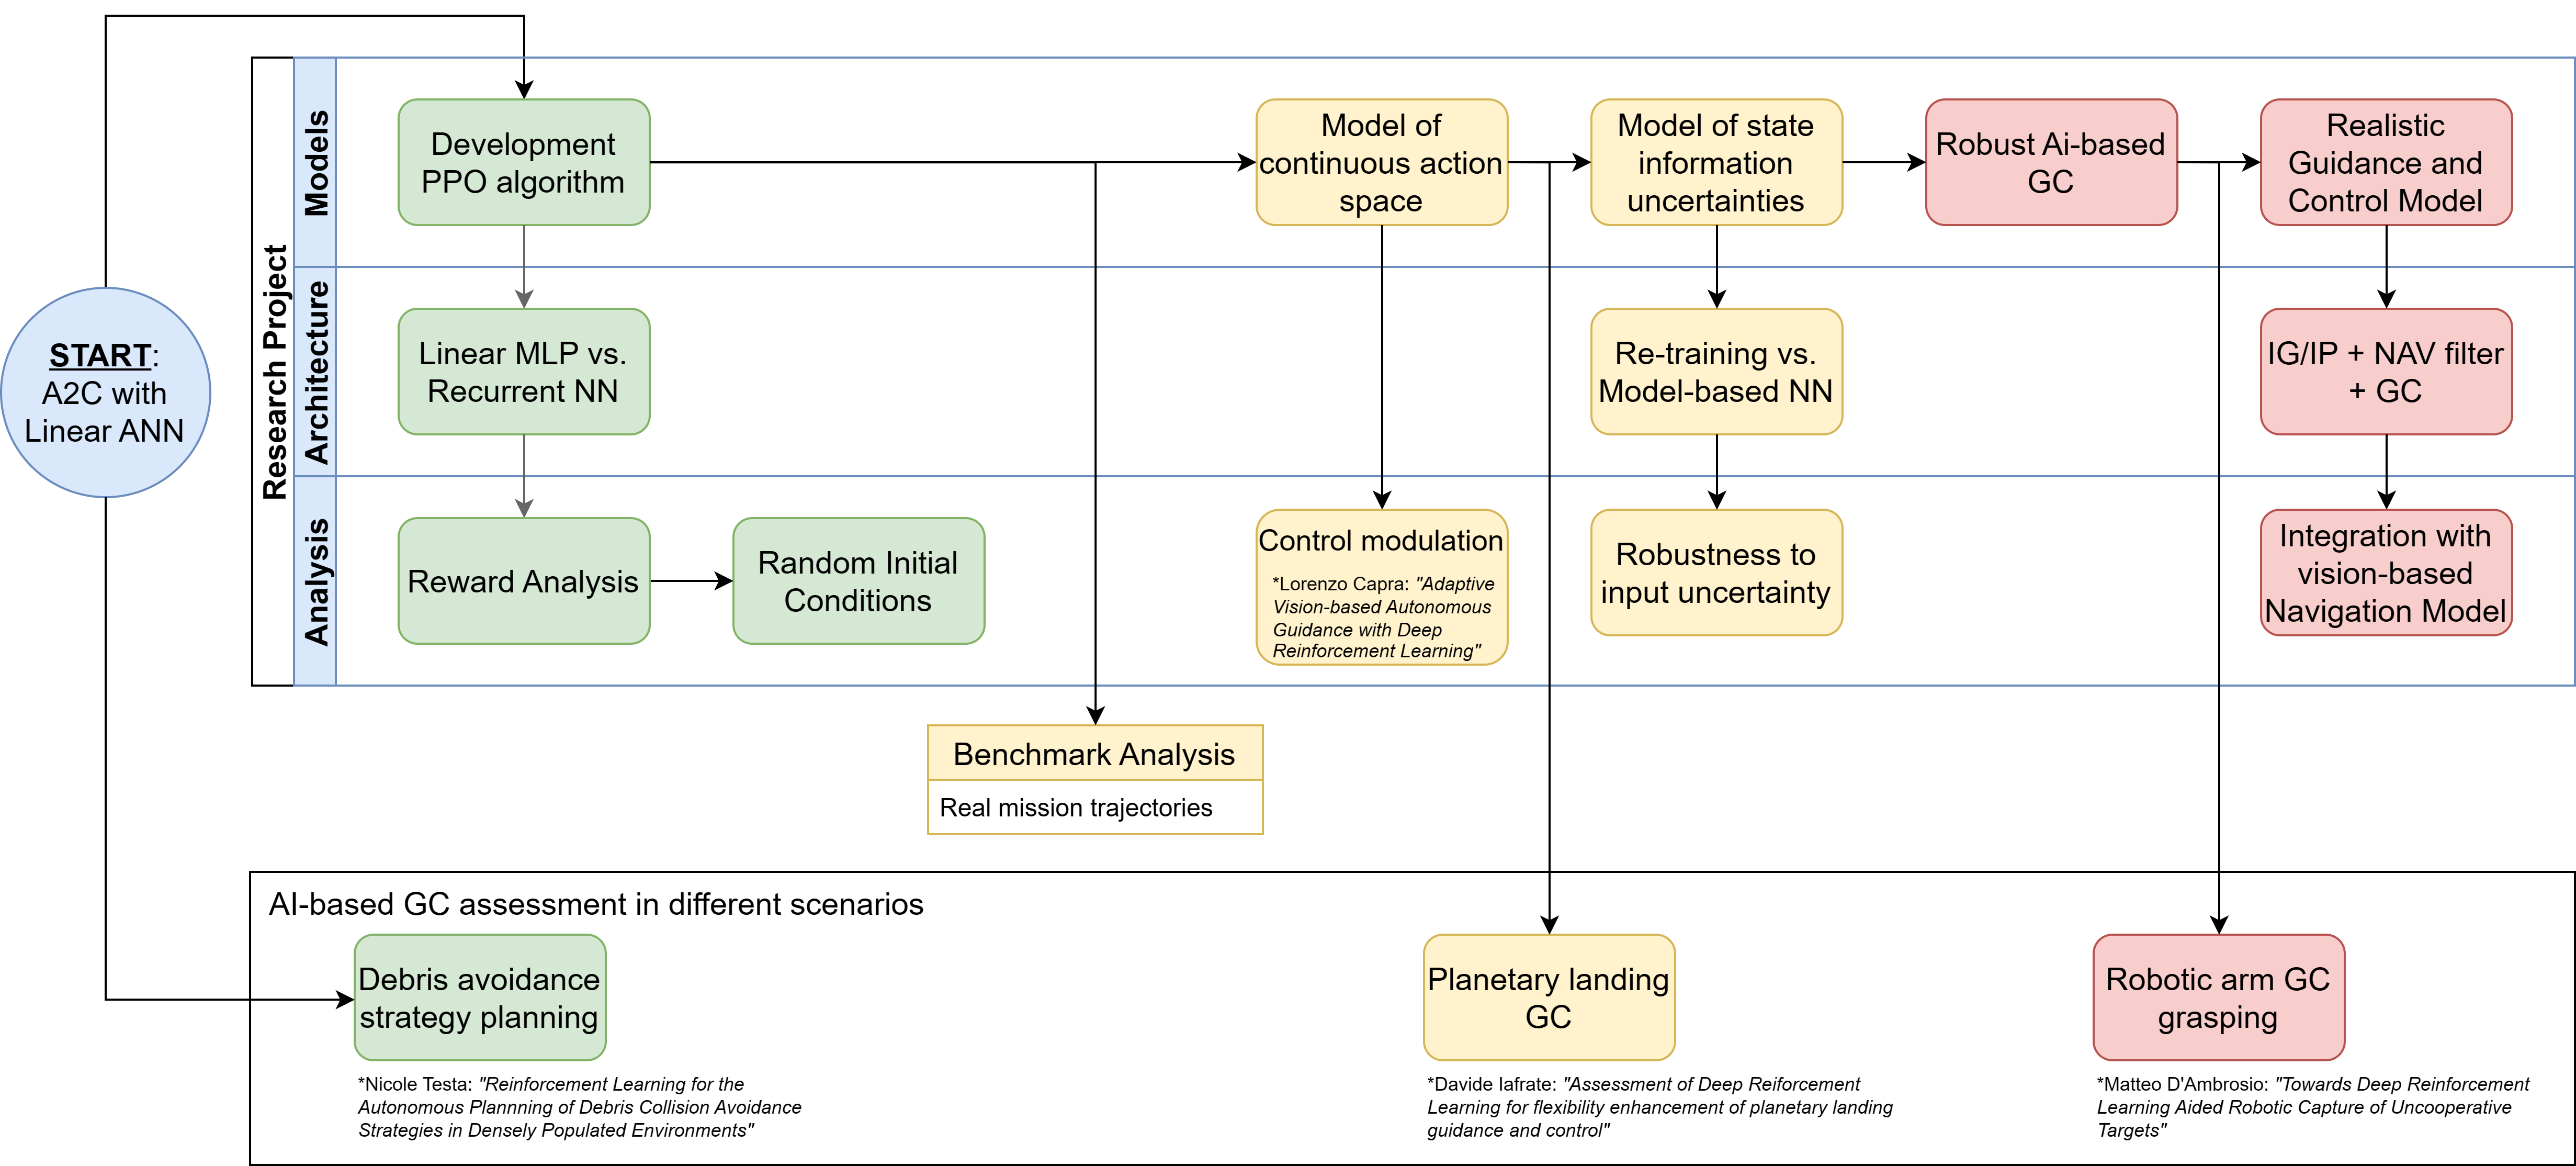 START:
A2C with
Linear ANN
Research Project
Models
Development
PPO algorithm
Model of
continuous action
space
Model of state
information
uncertainties
Robust Ai-based
GC
Realistic
Guidance and
Control Model
Architecture
Linear MLP vs.
Recurrent NN
Re-training vs.
Model-based NN
IG/IP + NAV filter
+ GC
Analysis
Reward Analysis
Random Initial
Conditions
Control modulation
*Lorenzo Capra: "Adaptive
Vision-based Autonomous
Guidance with Deep
Reinforcement Learning"
Robustness to
input uncertainty
Integration with
vision-based
Navigation Model
Benchmark Analysis
Real mission trajectories
AI-based GC assessment in different scenarios
Debris avoidance
strategy planning
*Nicole Testa: "Reinforcement Learning for the
Autonomous Plannning of Debris Collision Avoidance
Strategies in Densely Populated Environments"
Planetary landing
GC
*Davide Iafrate: "Assessment of Deep Reiforcement
Learning for flexibility enhancement of planetary landing
guidance and control"
Robotic arm GC
grasping
*Matteo D'Ambrosio: "Towards Deep Reinforcement
Learning Aided Robotic Capture of Uncooperative
Targets"